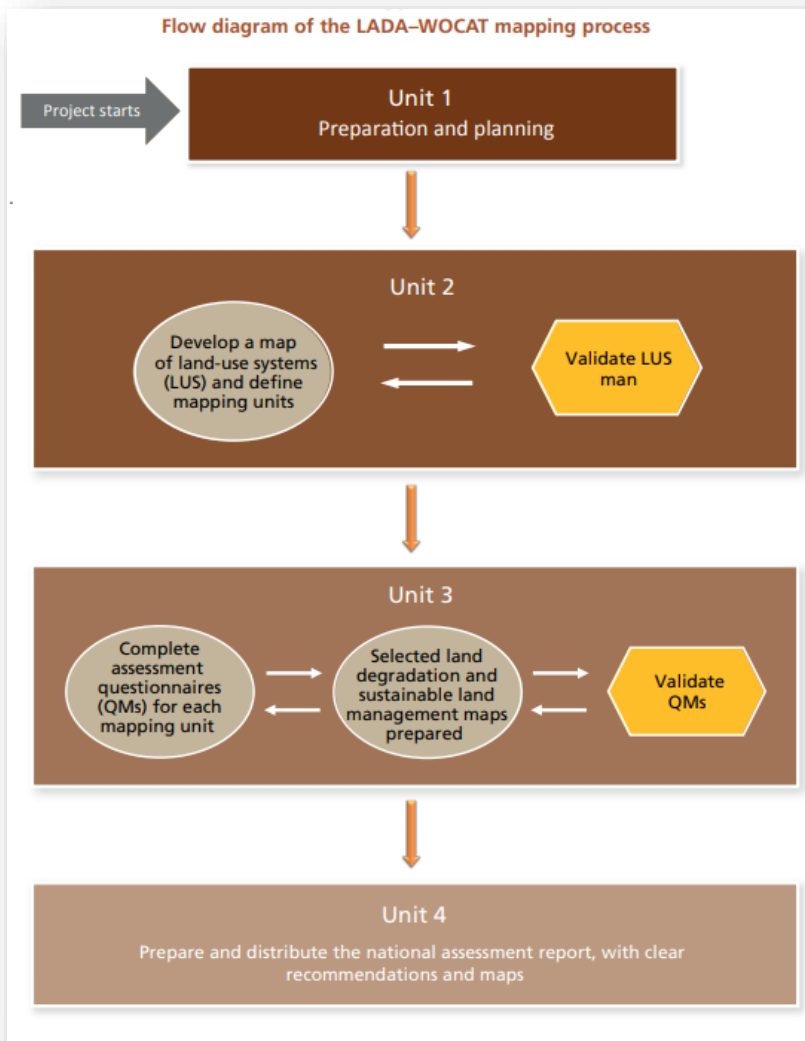 Flow diagram of the LADA–WOCAT mapping process
Project starts
Unit 1
Preparation and planning
Unit 2
Develop a map
of land-use systems
(LUS) and define
mapping units
Validate LUS
man
Unit 3
Complete
assessment
questionnaires
(QMs) for each
mapping unit
Selected land
degradation and
sustainable land
management maps
prepared
Validate
QMs
Unit 4
Prepare and distribute the national assessment report, with clear
recommendations and maps